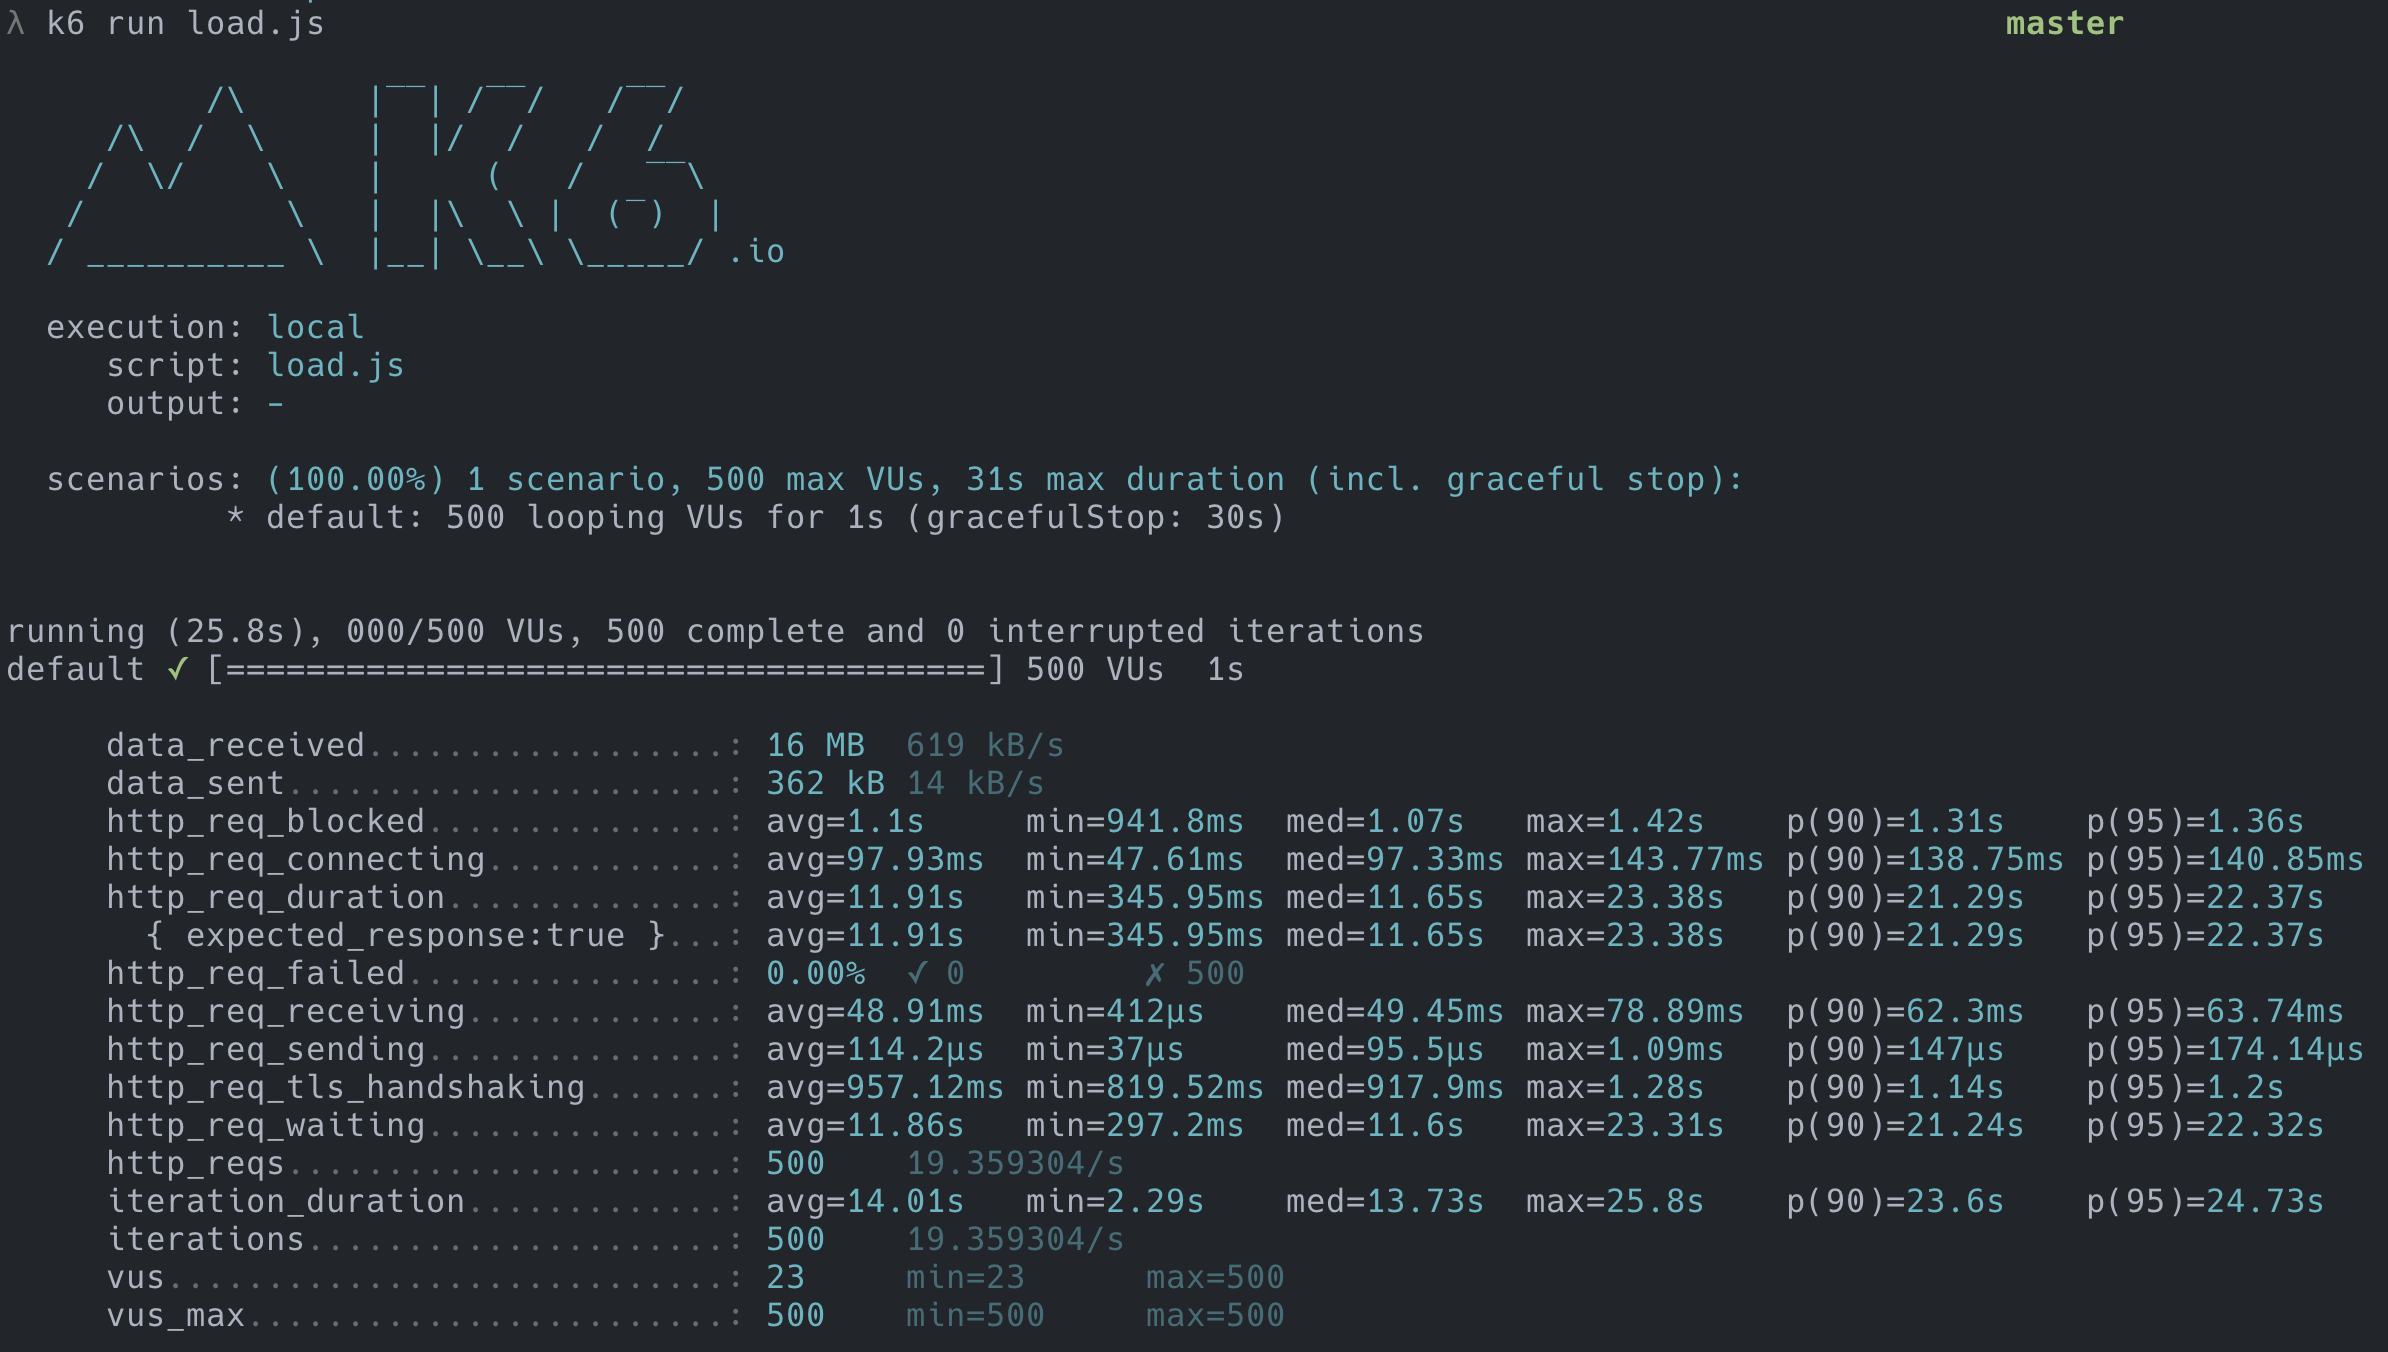 λ k6 run load.js master
          /\      |‾‾| /‾‾/   /‾‾/
     /\  /  \     |  |/  /   /  /
    /  \/    \    |     (   /   ‾‾\
   /          \   |  |\  \ |  (‾)  |
  / __________ \  |__| \__\ \_____/ .io
execution: local
script: load.js
output: -
scenarios: (100.00%) 1 scenario, 500 max VUs, 31s max duration (incl. graceful stop):
* default: 500 looping VUs for 1s (gracefulStop: 30s)
running (25.8s), 000/500 VUs, 500 complete and 0 interrupted iterations
default ✓ [======================================] 500 VUs  1s
data_received..................: 16 MB  619 kB/s
data_sent......................: 362 kB 14 kB/s
http_req_blocked...............: avg=1.1s     min=941.8ms  med=1.07s   max=1.42s    p(90)=1.31s    p(95)=1.36s
http_req_connecting............: avg=97.93ms  min=47.61ms  med=97.33ms max=143.77ms p(90)=138.75ms p(95)=140.85ms
http_req_duration..............: avg=11.91s   min=345.95ms med=11.65s  max=23.38s   p(90)=21.29s   p(95)=22.37s
{ expected_response:true }...: avg=11.91s   min=345.95ms med=11.65s  max=23.38s   p(90)=21.29s   p(95)=22.37s
http_req_failed................: 0.00%  ✓ 0         ✗ 500
http_req_receiving.............: avg=48.91ms  min=412µs    med=49.45ms max=78.89ms  p(90)=62.3ms   p(95)=63.74ms
http_req_sending...............: avg=114.2µs  min=37µs     med=95.5µs  max=1.09ms   p(90)=147µs    p(95)=174.14µs
http_req_tls_handshaking.......: avg=957.12ms min=819.52ms med=917.9ms max=1.28s    p(90)=1.14s    p(95)=1.2s
http_req_waiting...............: avg=11.86s   min=297.2ms  med=11.6s   max=23.31s   p(90)=21.24s   p(95)=22.32s
http_reqs......................: 500    19.359304/s
iteration_duration.............: avg=14.01s   min=2.29s    med=13.73s  max=25.8s    p(90)=23.6s    p(95)=24.73s
iterations.....................: 500    19.359304/s
vus............................: 23     min=23      max=500
vus_max........................: 500    min=500     max=500